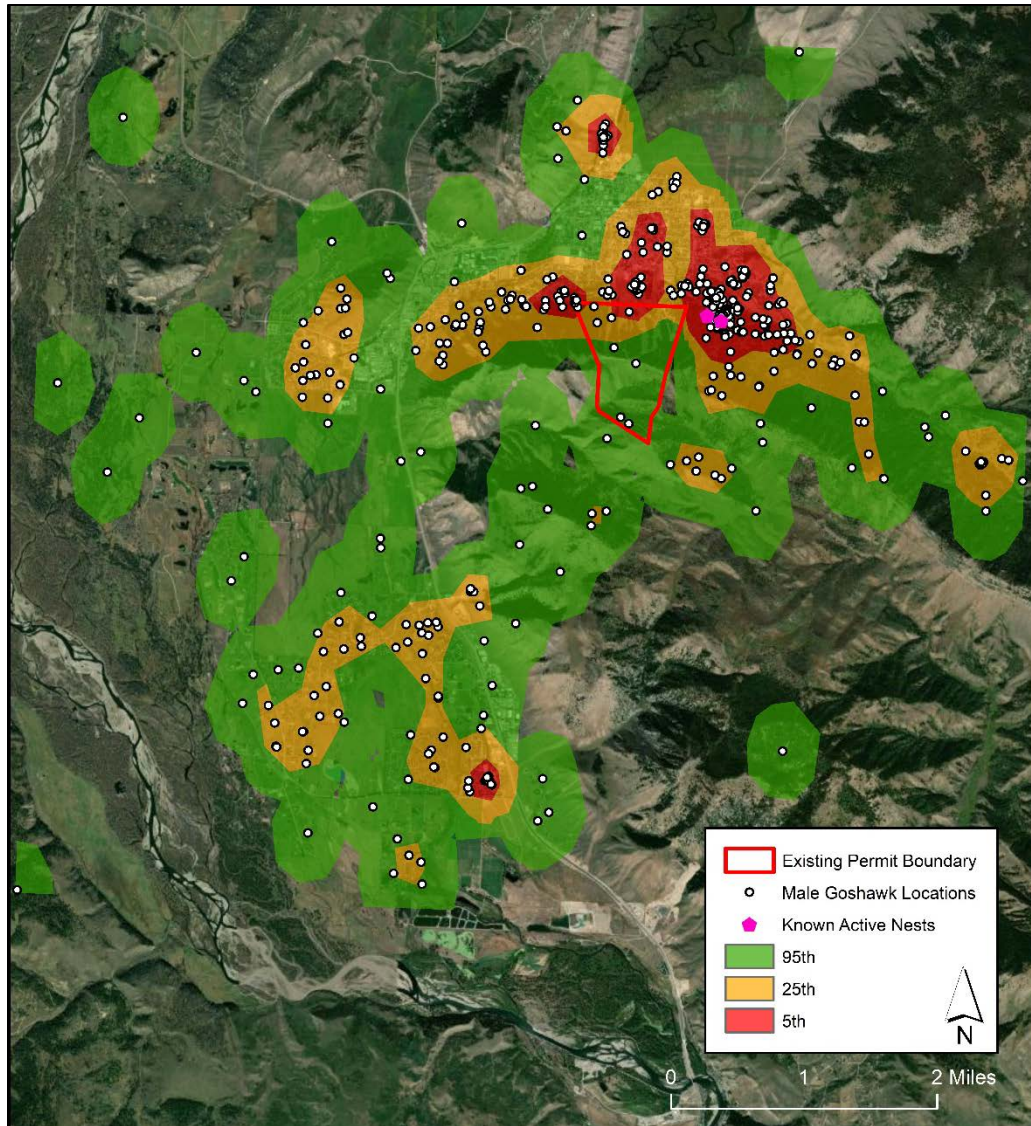 Existing Permit Boundary
Male Goshawk Locations
Known Active Nests
95th
25th
5th
N
0 1 2 Miles